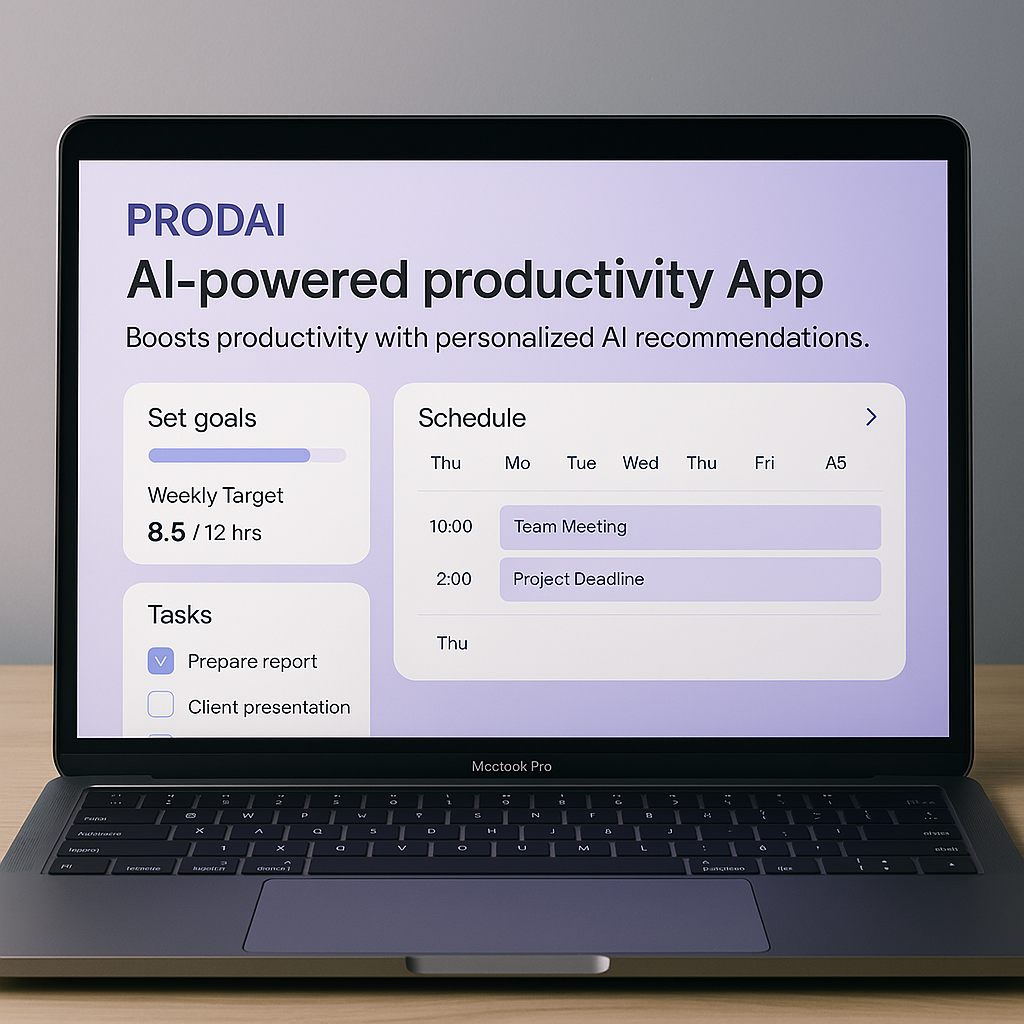 PRODAI
AI-powered productivity App
Boosts productivity with personalized AI recommendations.
Set goals
Weekly Target
8.5 / 12 hrs
Tasks
Prepare report
Client presentation
Schedule
Thu Mo Tue Wed Thu Fri A5
10:00 Team Meeting
2:00 Project Deadline
Thu
Mcctook Pro